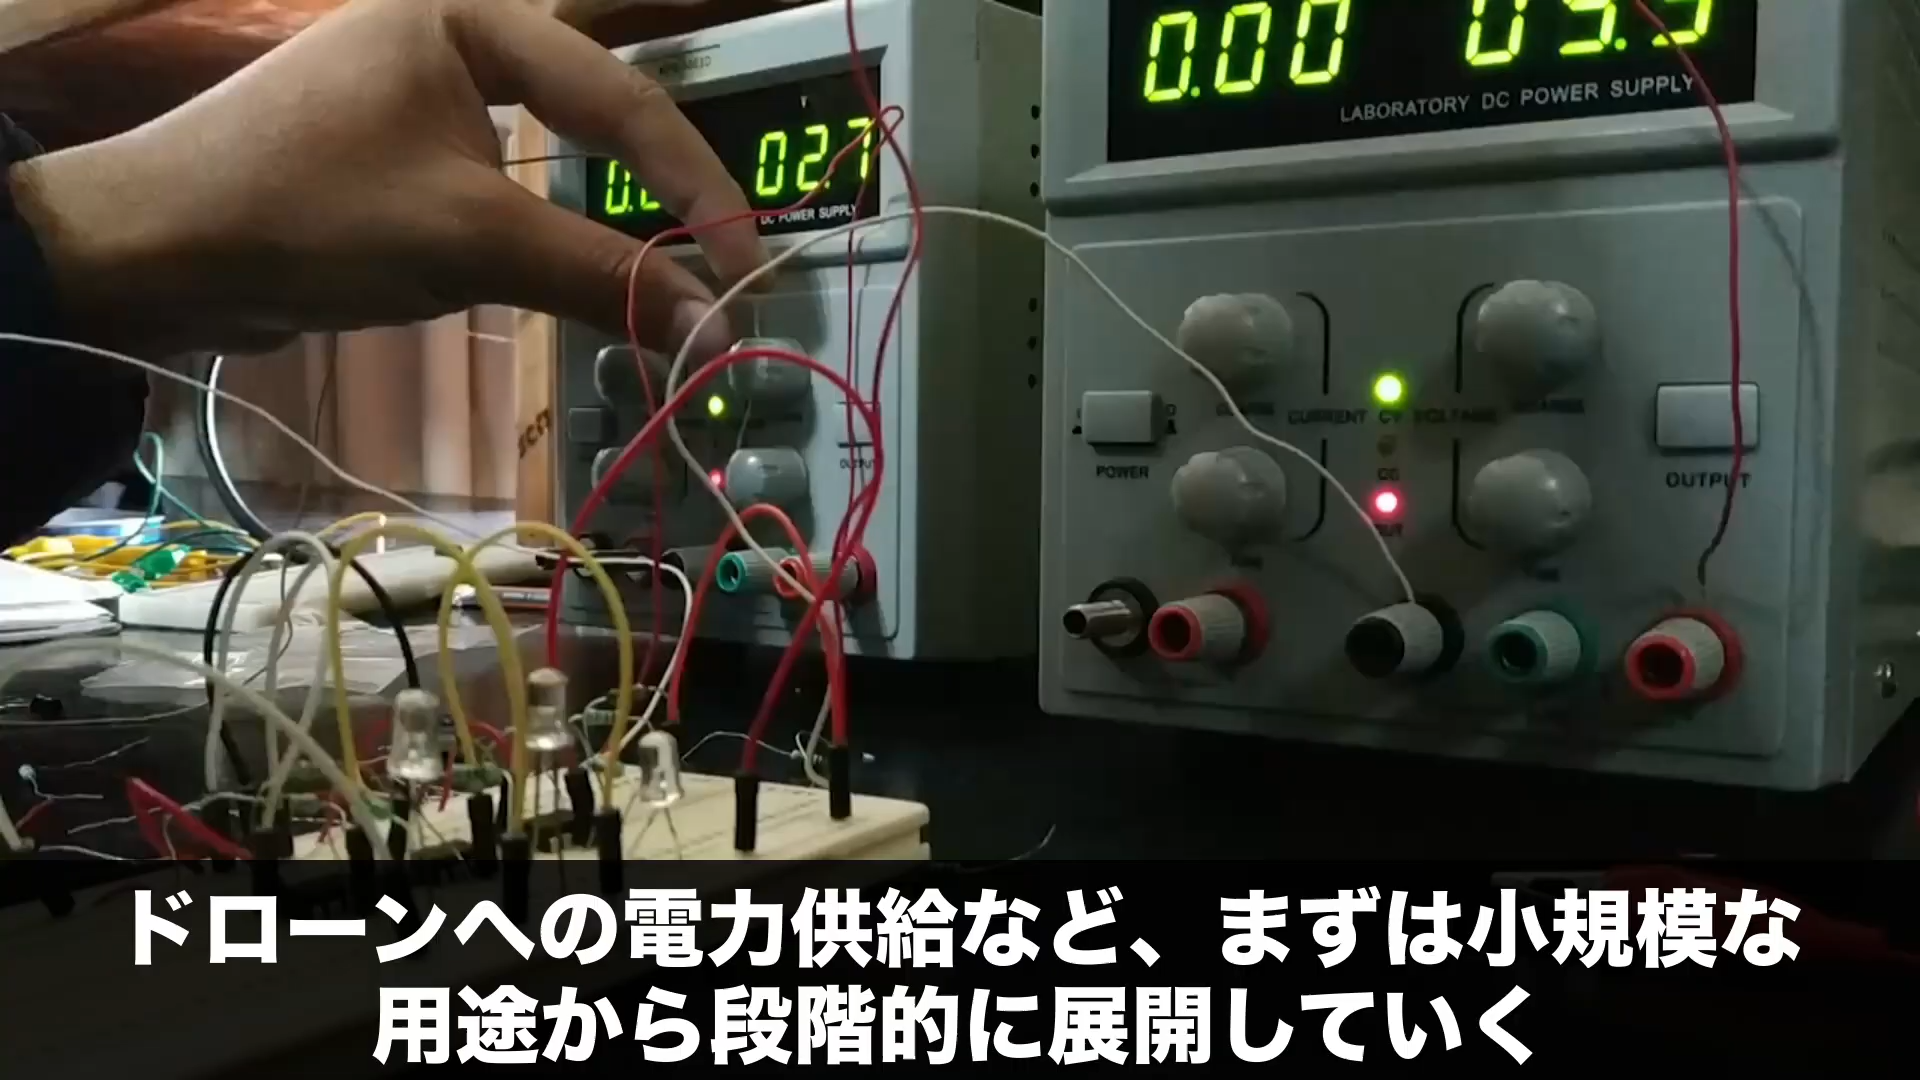 0.00
02.7
DC POWER SUPPLY
LABORATORY DC POWER SUPPLY
CURRENT CV VOLTAGE
CC
POWER
OUTPUT
OUTPUT
ドローンへの電力供給など、まずは小規模な
用途から段階的に展開していく